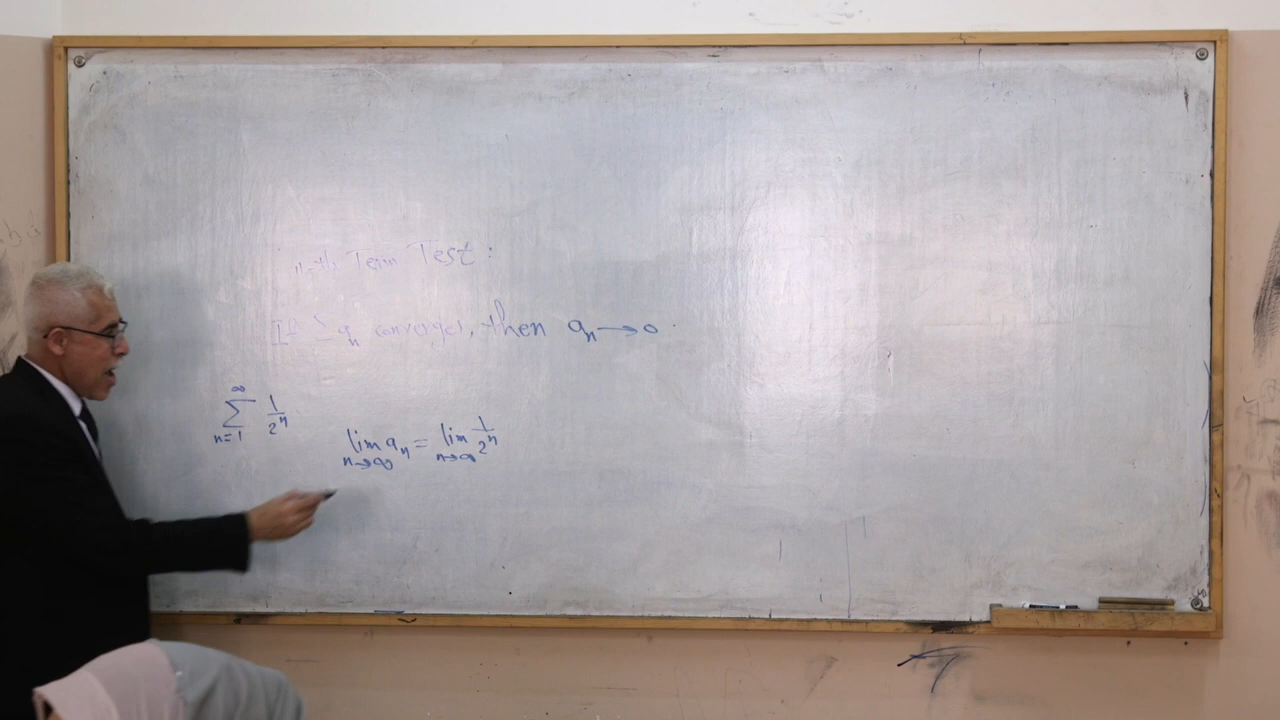 n-th Term Test:
If Σ aₙ converges, then aₙ → 0.
∑_{n=1}^{∞} 1/2ⁿ
lim_{n→∞} aₙ = lim_{n→∞} 1/2ⁿ